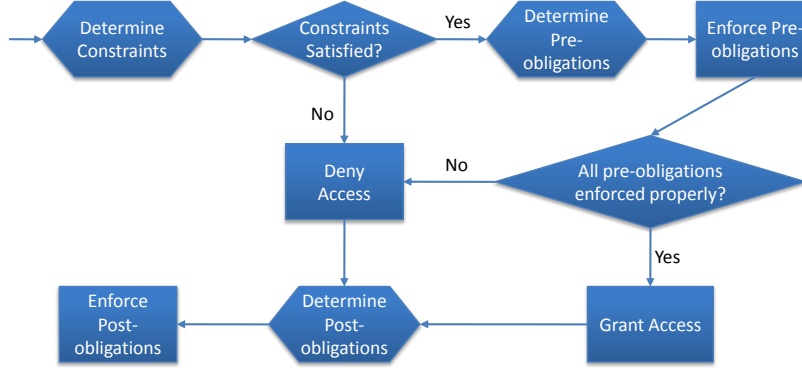 Determine
Constraints
Constraints
Satisfied?
Yes
Determine
Pre-
obligations
Enforce Pre-
obligations
No
Deny
Access
No
All pre-obligations
enforced properly?
Yes
Enforce
Post-
obligations
Determine
Post-
obligations
Grant Access